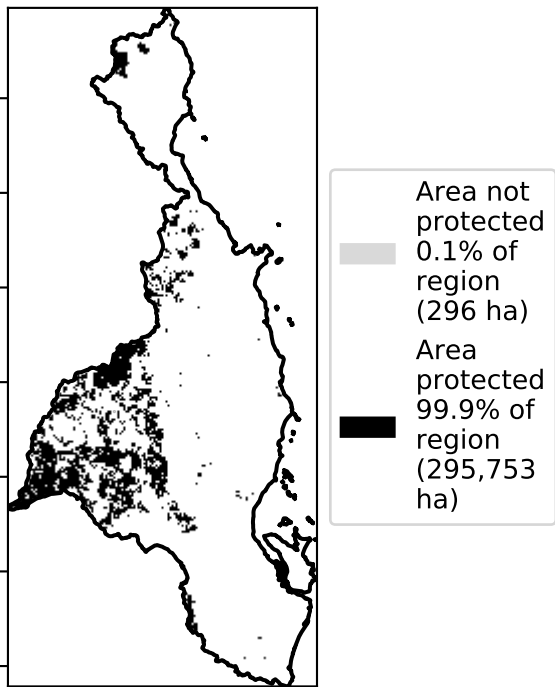 Area not
protected
0.1% of
region
(296 ha)
Area
protected
99.9% of
region
(295,753
ha)